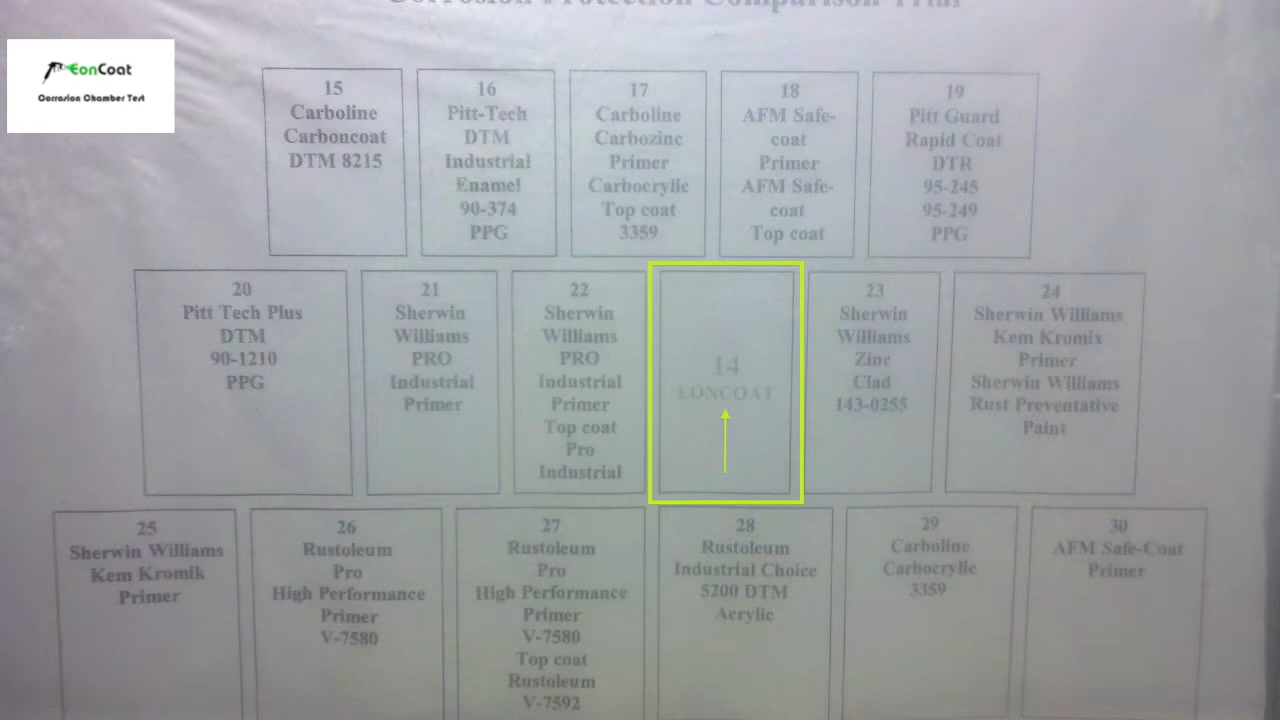 Corrosion Protection Comparison Trial
EonCoat
Corrosion Chamber Test
15
Carboline
Carboncoat
DTM 8215
16
Pitt-Tech
DTM
Industrial
Enamel
90-374
PPG
17
Carboline
Carbozinc
Primer
Carbocrylic
Top coat
3359
18
AFM Safe-
coat
Primer
AFM Safe-
coat
Top coat
19
Pitt Guard
Rapid Coat
DTR
95-245
95-249
PPG
20
Pitt Tech Plus
DTM
90-1210
PPG
21
Sherwin
Williams
PRO
Industrial
Primer
22
Sherwin
Williams
PRO
Industrial
Primer
Top coat
Pro
Industrial
14
EONCOAT
23
Sherwin
Williams
Zinc
Clad
143-0255
24
Sherwin Williams
Kem Kromix
Primer
Sherwin Williams
Rust Preventative
Paint
25
Sherwin Williams
Kem Kromik
Primer
26
Rustoleum
Pro
High Performance
Primer
V-7580
27
Rustoleum
Pro
High Performance
Primer
V-7580
Top coat
Rustoleum
V-7592
28
Rustoleum
Industrial Choice
5200 DTM
Acrylic
29
Carboline
Carbocrylic
3359
30
AFM Safe-Coat
Primer